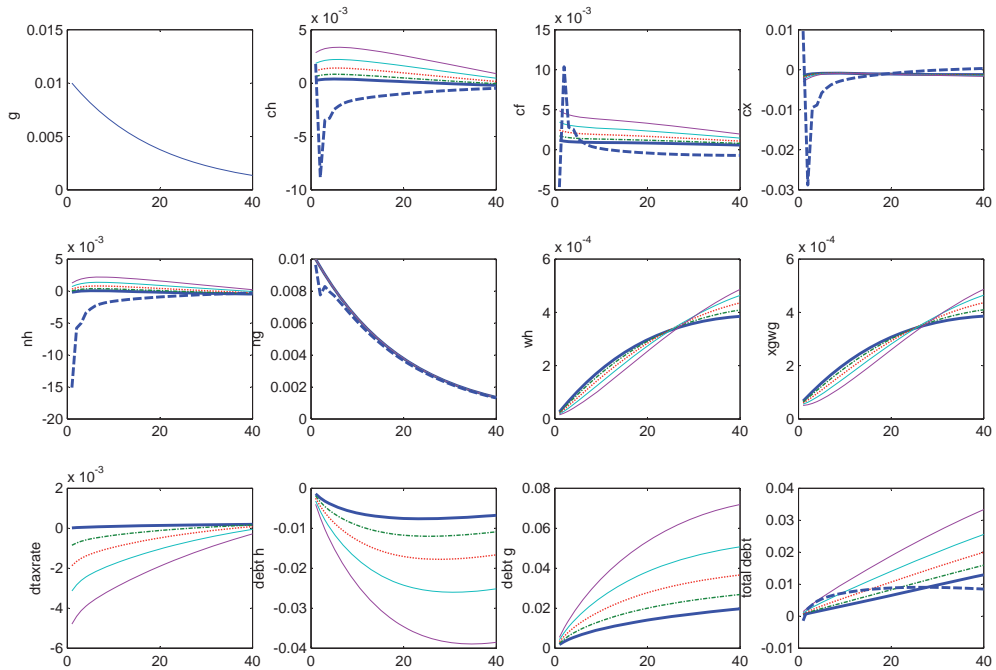 g
0.015
0.01
0.005
0
0 20 40
x 10⁻³
ch
5
0
-5
-10
0 20 40
x 10⁻³
cf
15
10
5
0
-5
0 20 40
cx
0.01
0
-0.01
-0.02
-0.03
0 20 40
x 10⁻³
nh
5
0
-5
-10
-15
-20
0 20 40
ng
0.01
0.008
0.006
0.004
0.002
0
0 20 40
x 10⁻⁴
wh
6
4
2
0
0 20 40
x 10⁻⁴
xgwg
6
4
2
0
0 20 40
x 10⁻³
dtaxrate
2
0
-2
-4
-6
0 20 40
debt h
0
-0.01
-0.02
-0.03
-0.04
0 20 40
debt g
0.08
0.06
0.04
0.02
0
0 20 40
total debt
0.04
0.03
0.02
0.01
0
-0.01
0 20 40